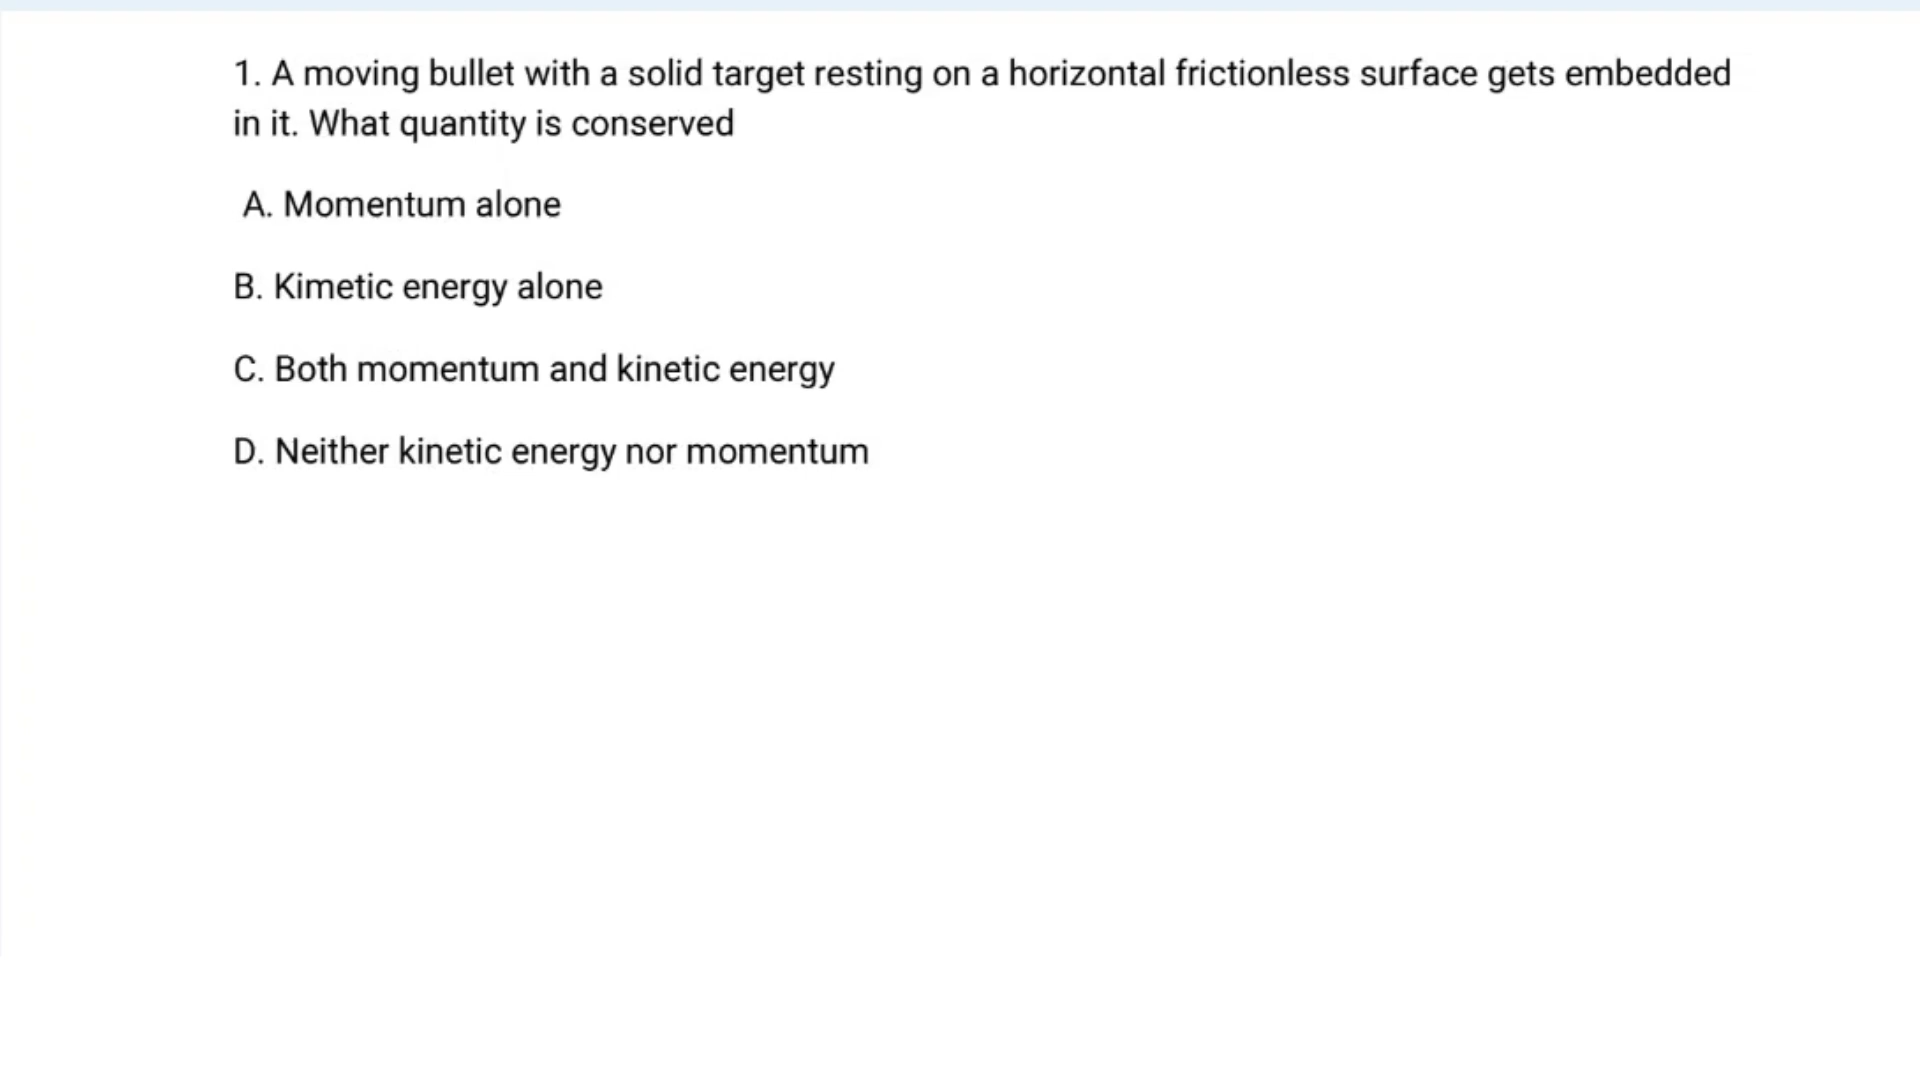 1. A moving bullet with a solid target resting on a horizontal frictionless surface gets embedded
in it. What quantity is conserved
A. Momentum alone
B. Kimetic energy alone
C. Both momentum and kinetic energy
D. Neither kinetic energy nor momentum